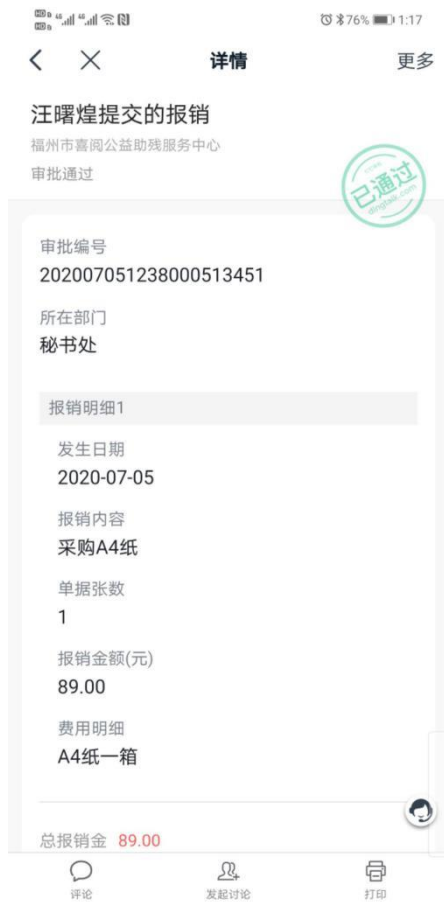 76% 1:17
详情
更多
汪曙煌提交的报销
福州市喜阅公益助残服务中心
审批通过
已通过
dingtalk.com
审批编号
202007051238000513451
所在部门
秘书处
报销明细1
发生日期
2020-07-05
报销内容
采购A4纸
单据张数
1
报销金额(元)
89.00
费用明细
A4纸一箱
总报销金 89.00
评论
发起讨论
打印